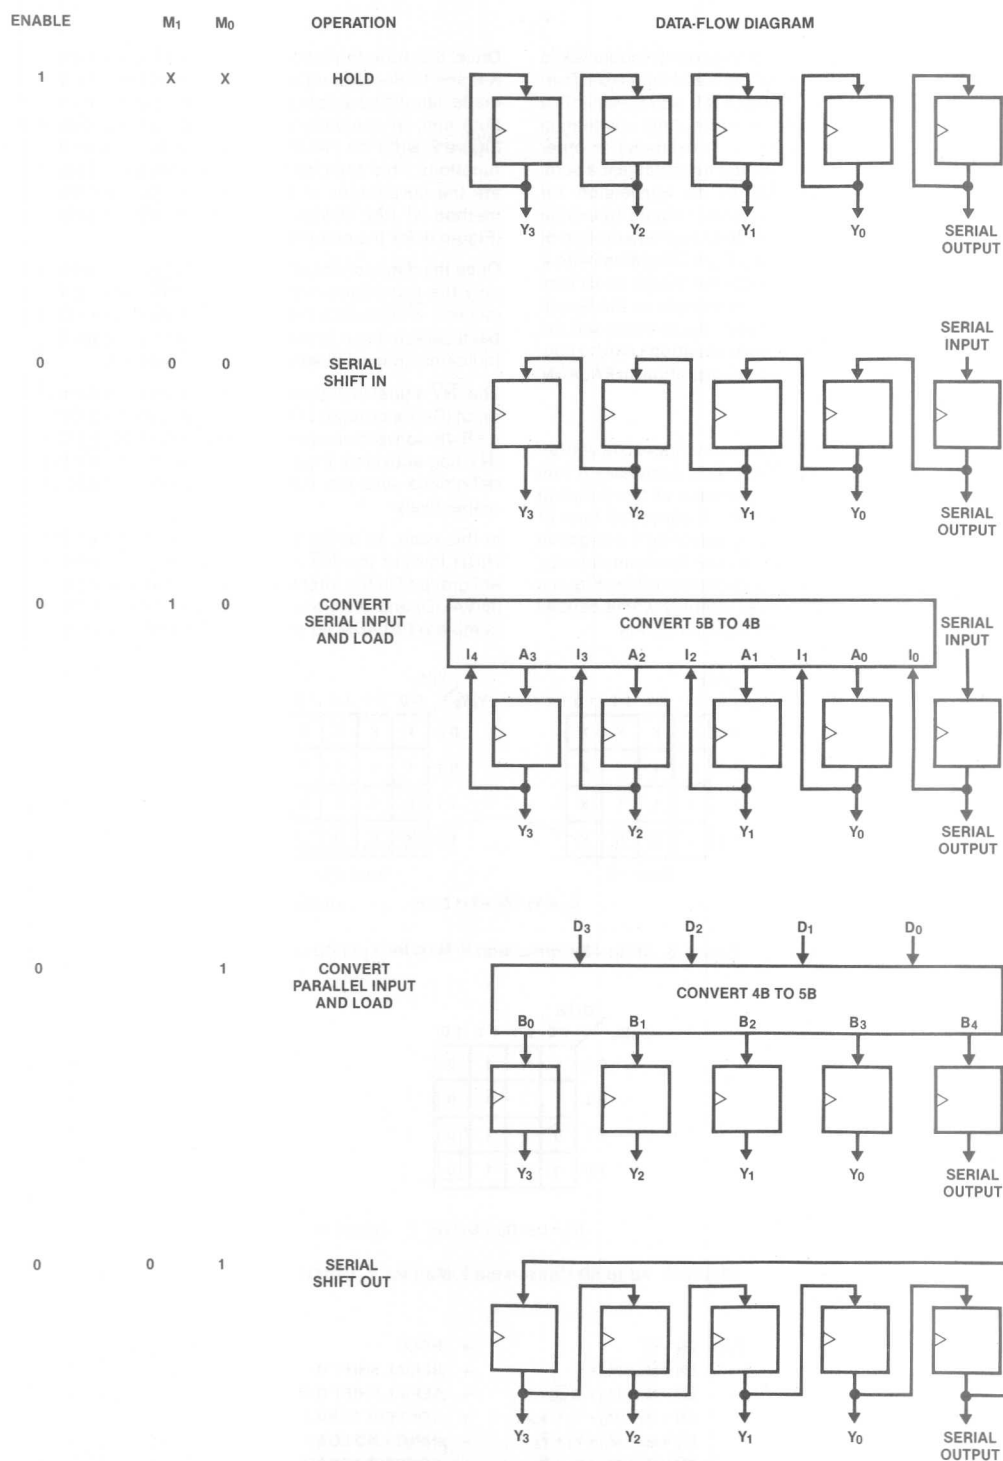 ENABLE M1 M0 OPERATION DATA-FLOW DIAGRAM
1 X X HOLD
Y3 Y2 Y1 Y0 SERIAL
OUTPUT
SERIAL
INPUT
0 0 0 SERIAL
SHIFT IN
Y3 Y2 Y1 Y0 SERIAL
OUTPUT
0 1 0 CONVERT
SERIAL INPUT
AND LOAD
CONVERT 5B TO 4B
SERIAL
INPUT
I4 A3 I3 A2 I2 A1 I1 A0 I0
Y3 Y2 Y1 Y0 SERIAL
OUTPUT
D3 D2 D1 D0
0 1 CONVERT
PARALLEL INPUT
AND LOAD
CONVERT 4B TO 5B
B0 B1 B2 B3 B4
Y3 Y2 Y1 Y0 SERIAL
OUTPUT
0 0 1 SERIAL
SHIFT OUT
Y3 Y2 Y1 Y0 SERIAL
OUTPUT